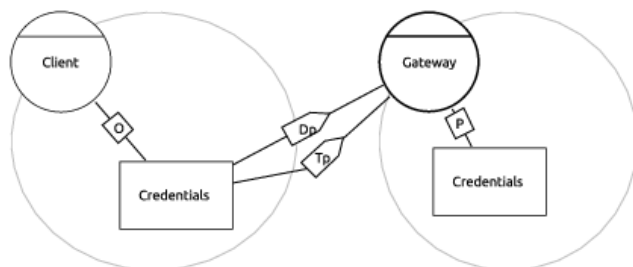 Client
Gateway
O
Dp
P
Tp
Credentials
Credentials